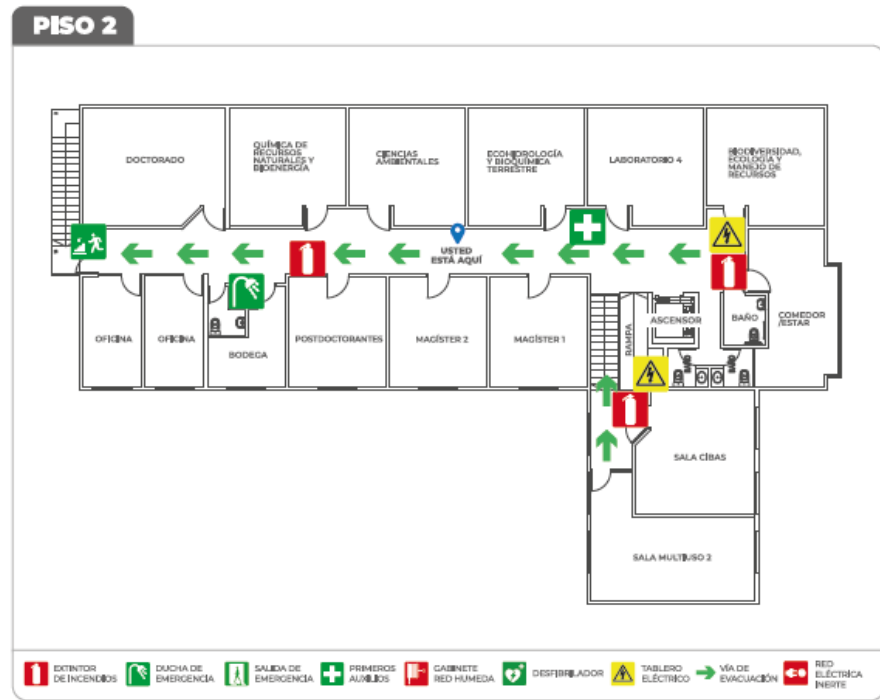 PISO 2
DOCTORADO
QUÍMICA DE
RECURSOS
NATURALES Y
BIOENERGÍA
CIENCIAS
AMBIENTALES
ECOHIDROLOGÍA
Y BIOQUÍMICA
TERRESTRE
LABORATORIO 4
BIODIVERSIDAD,
ECOLOGÍA Y
MANEJO DE
RECURSOS
USTED
ESTÁ AQUÍ
OFICINA
OFICINA
BODEGA
POSTDOCTORANTES
MAGÍSTER 2
MAGÍSTER 1
RAMPA
ASCENSOR
BAÑO
COMEDOR
/ESTAR
BAÑO
BAÑO
SALA CIBAS
SALA MULTIUSO 2
EXTINTOR
DE INCENDIOS
DUCHA DE
EMERGENCIA
SALIDA DE
EMERGENCIA
PRIMEROS
AUXILIOS
GABINETE
RED HUMEDA
DESFIBRILADOR
TABLERO
ELÉCTRICO
VÍA DE
EVACUACIÓN
RED
ELÉCTRICA
INERTE